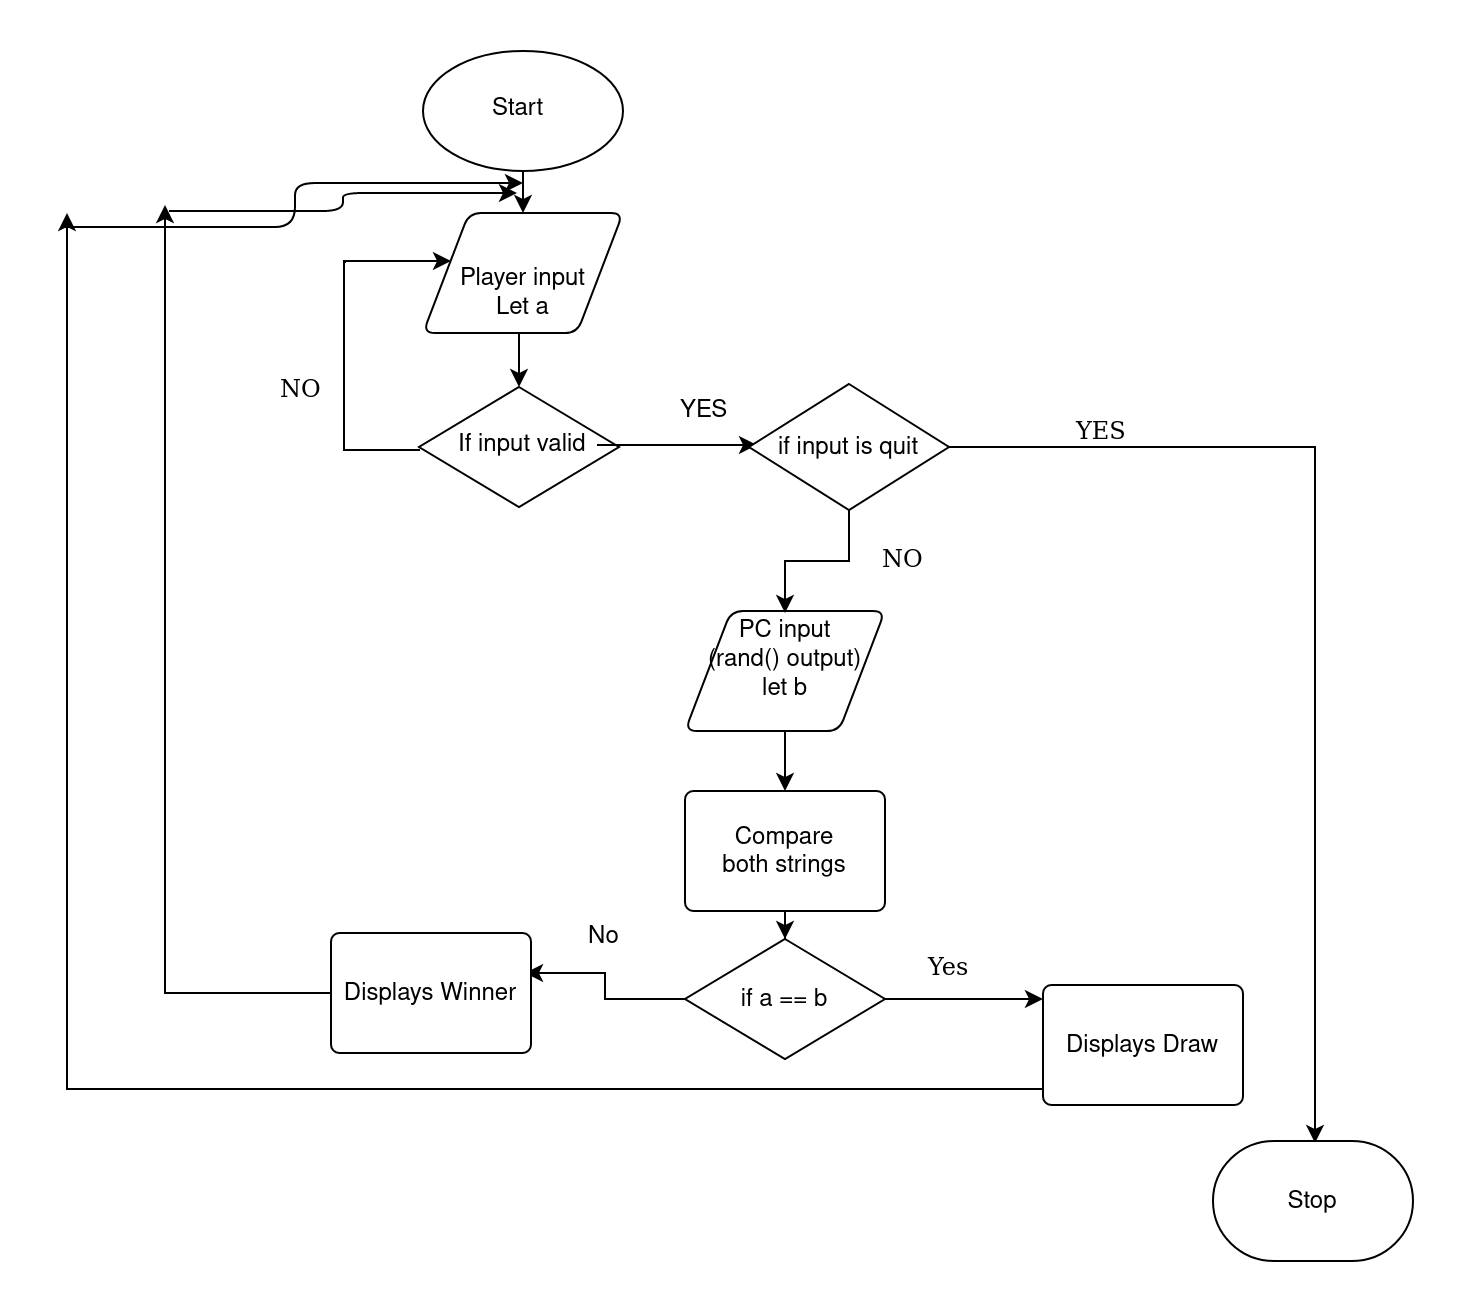 Start
Player input
Let a
NO
If input valid
YES
if input is quit
YES
NO
PC input
(rand() output)
let b
Compare
both strings
No
Yes
Displays Winner
if a == b
Displays Draw
Stop